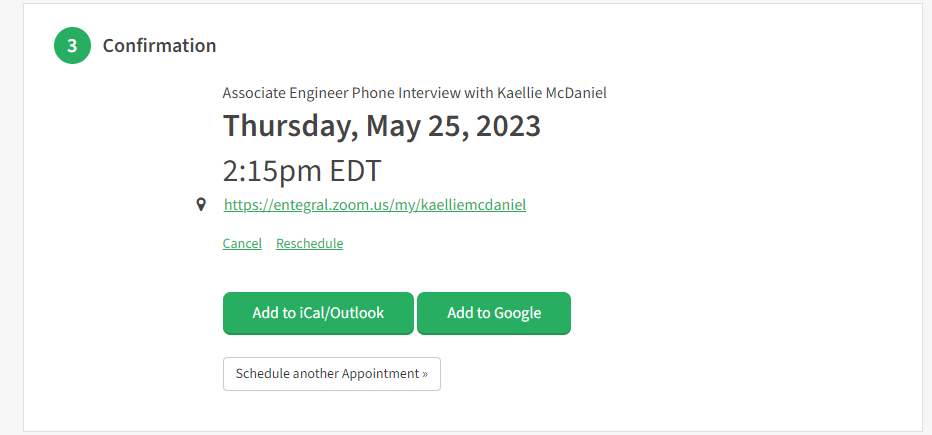 3 Confirmation
Associate Engineer Phone Interview with Kaellie McDaniel
Thursday, May 25, 2023
2:15pm EDT
https://entegral.zoom.us/my/kaelliemcdaniel
Cancel Reschedule
Add to iCal/Outlook Add to Google
Schedule another Appointment »